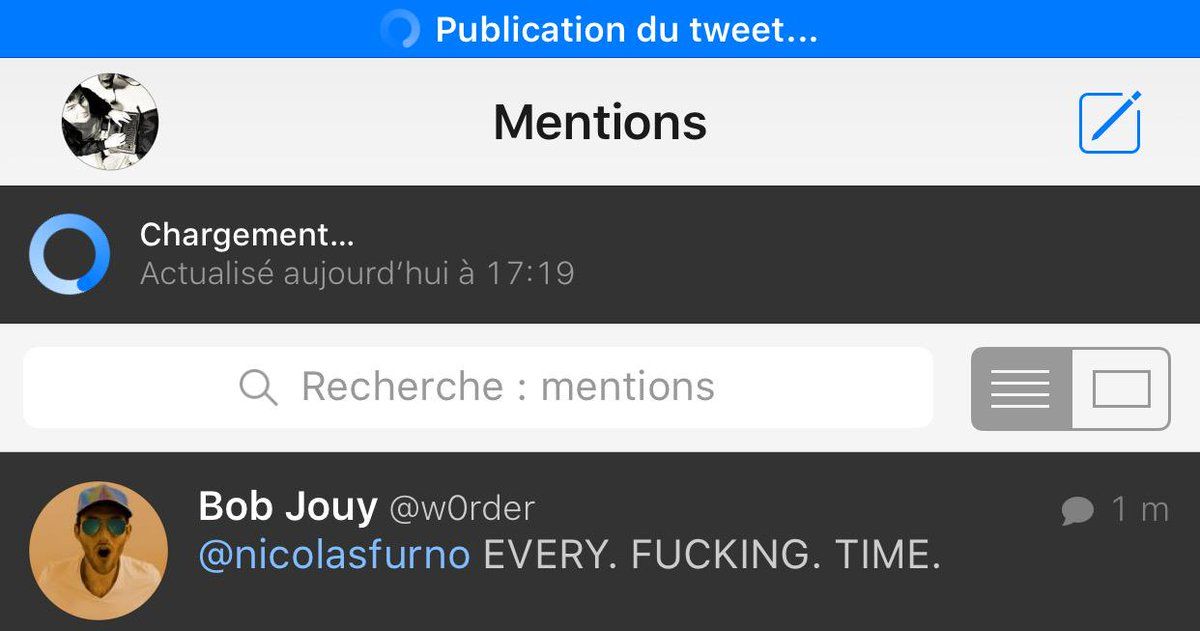 Publication du tweet...
Mentions
Chargement...
Actualisé aujourd’hui à 17:19
Recherche : mentions
Bob Jouy @w0rder 1 m
@nicolasfurno EVERY. FUCKING. TIME.